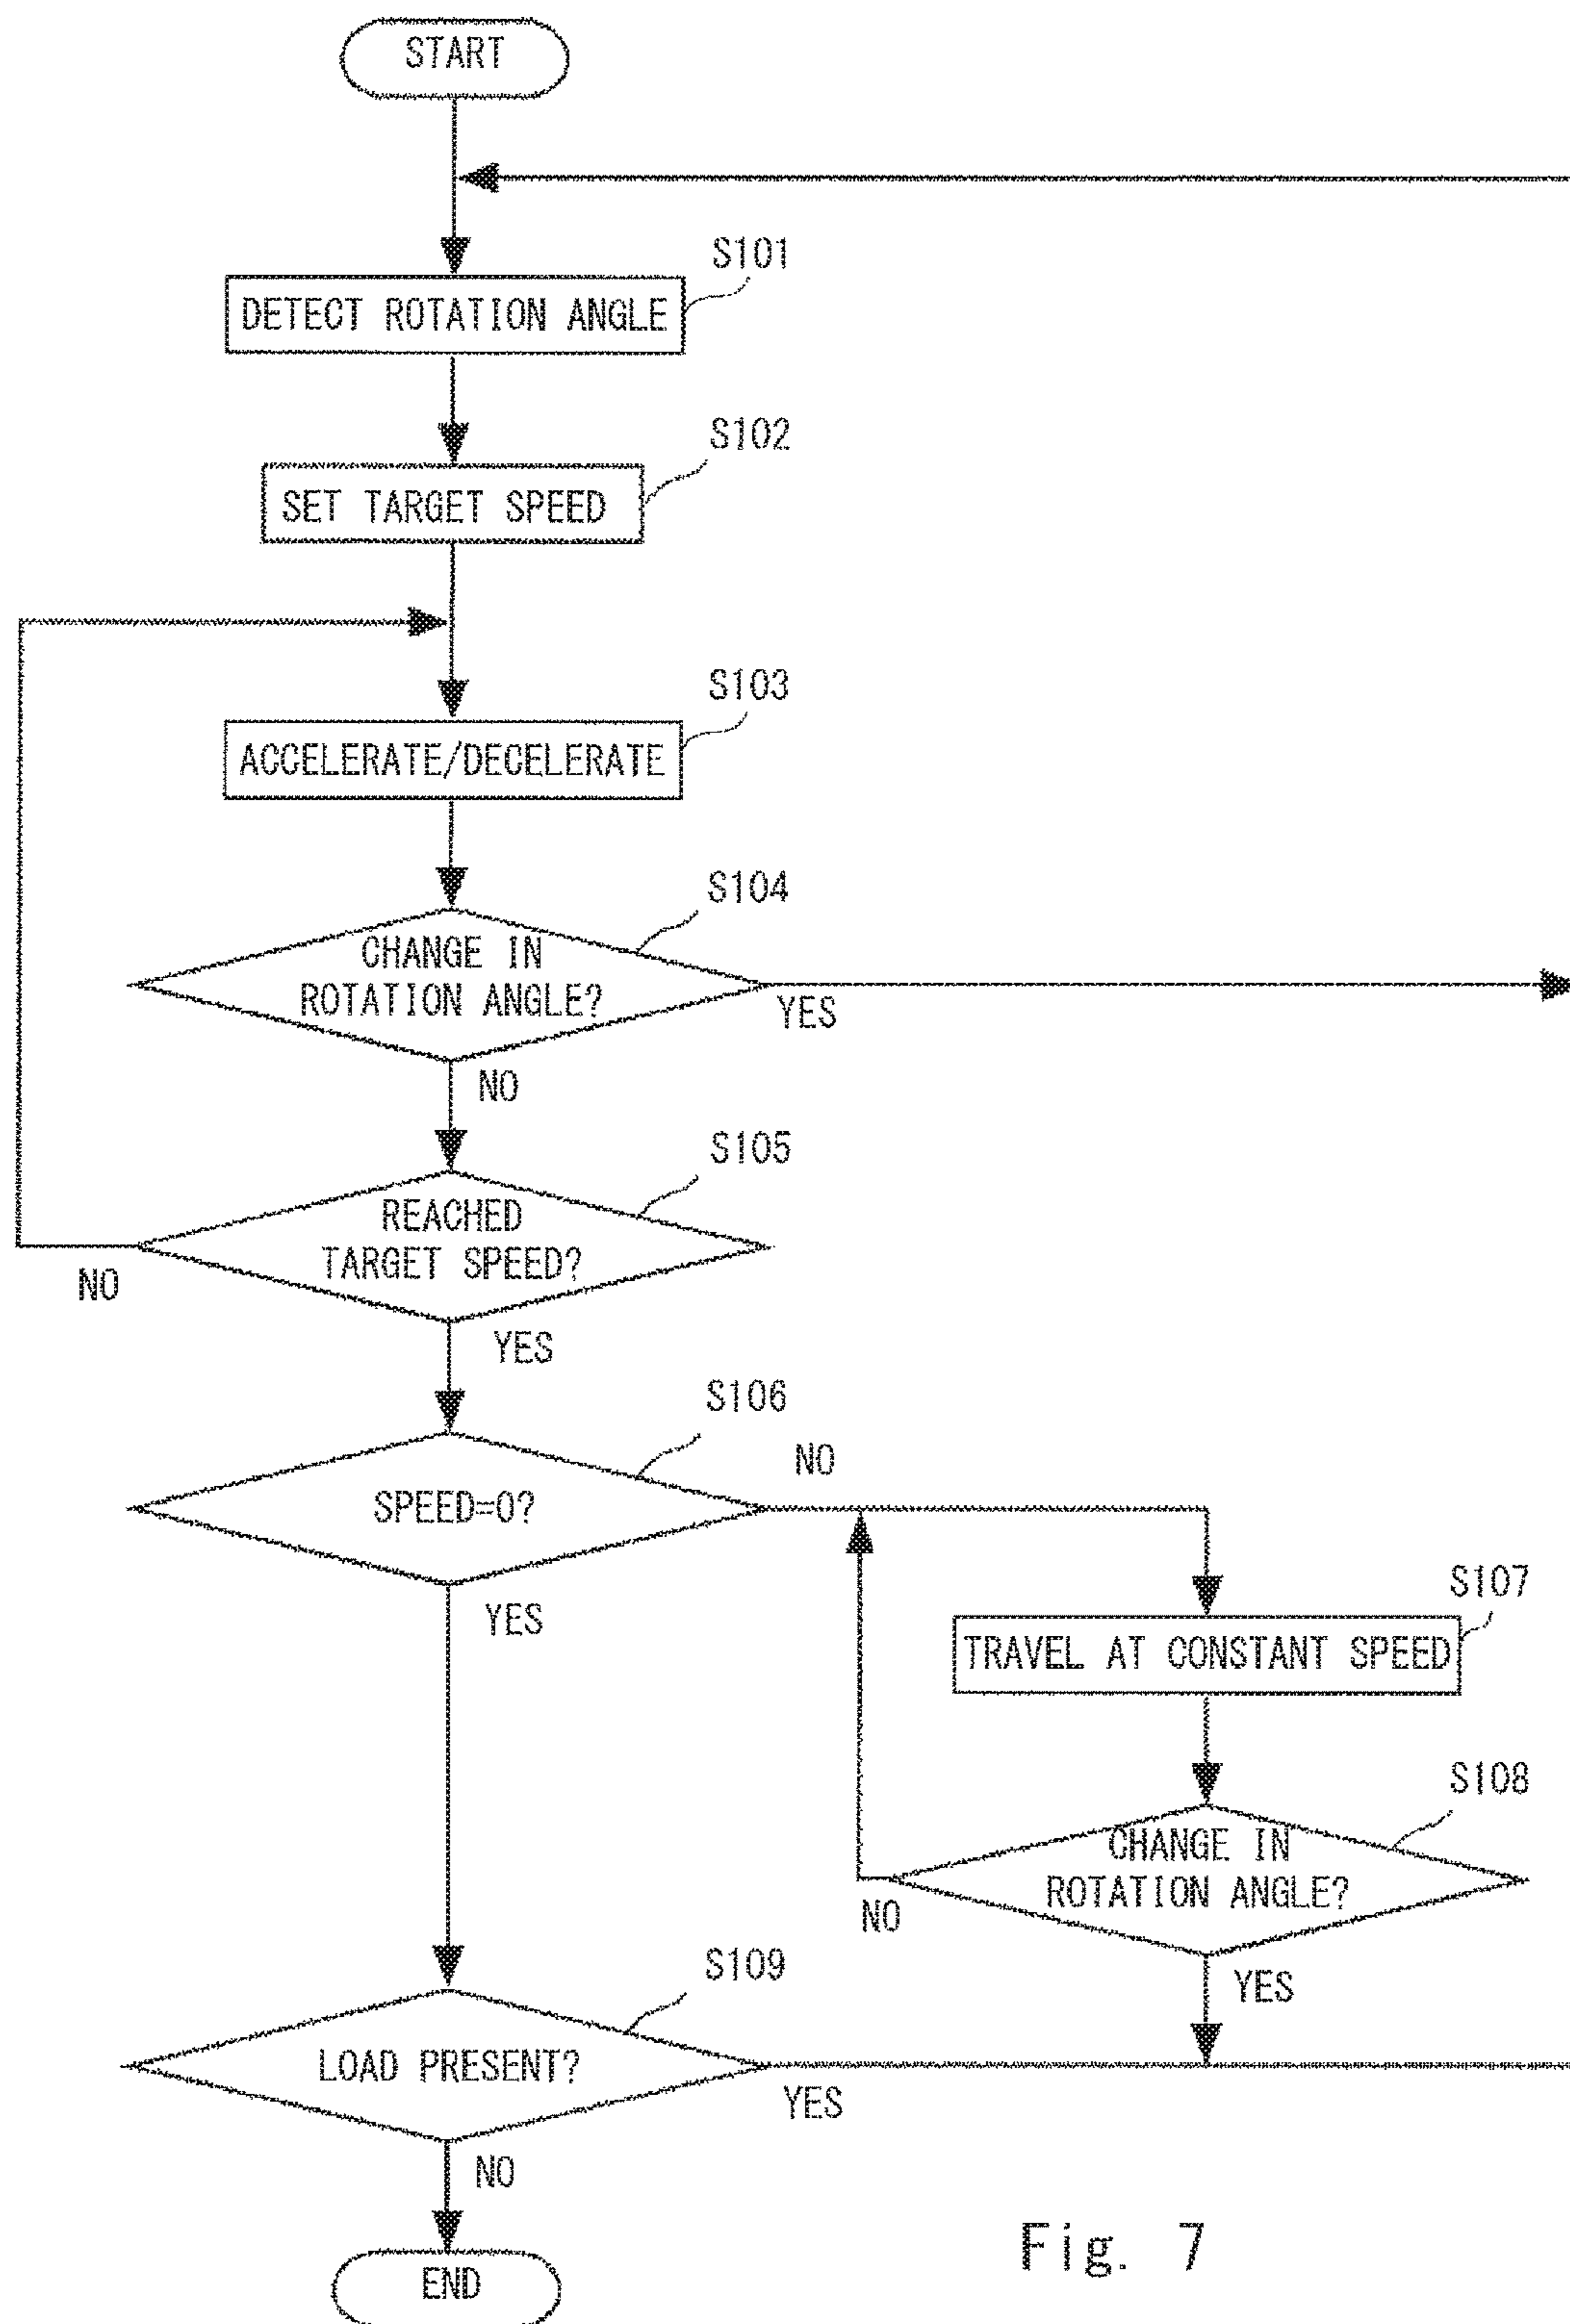 START
S101
DETECT ROTATION ANGLE
S102
SET TARGET SPEED
S103
ACCELERATE/DECELERATE
S104
CHANGE IN
ROTATION ANGLE?
YES
NO
S105
REACHED
TARGET SPEED?
NO
YES
S106
NO
SPEED=0?
YES
S107
TRAVEL AT CONSTANT SPEED
S108
CHANGE IN
ROTATION ANGLE?
NO
YES
S109
LOAD PRESENT?
YES
NO
END
Fig. 7